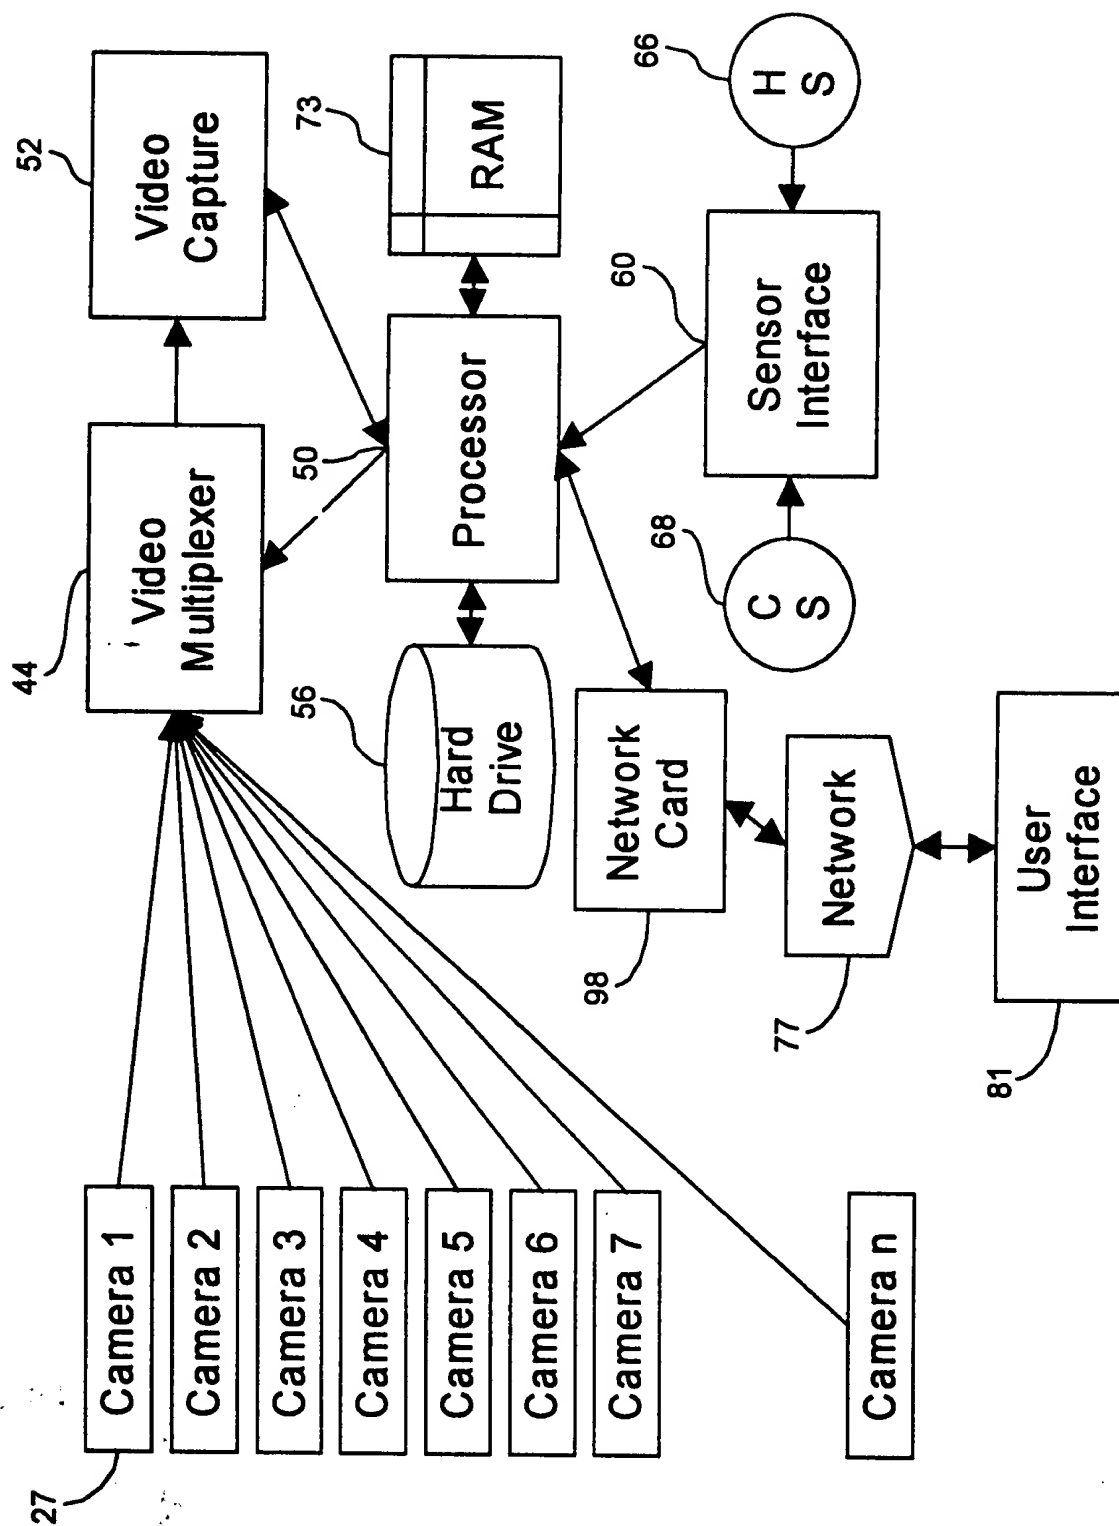 27
Camera 1
Camera 2
Camera 3
Camera 4
Camera 5
Camera 6
Camera 7
Camera n
44
Video
Multiplexer
52
Video
Capture
56
Hard
Drive
50
Processor
73
RAM
98
Network
Card
77
Network
81
User
Interface
68
C
S
60
Sensor
Interface
66
H
S